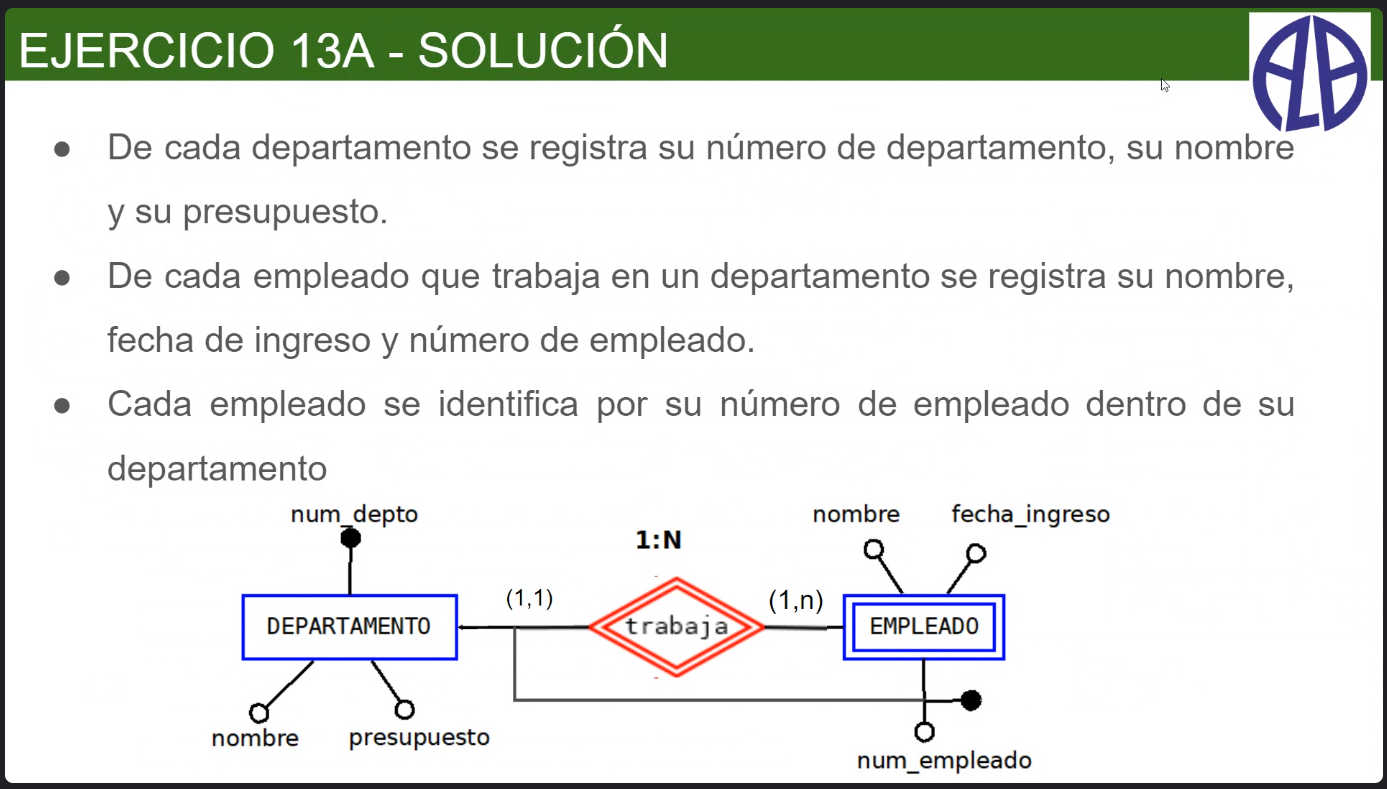 EJERCICIO 13A - SOLUCIÓN
● De cada departamento se registra su número de departamento, su nombre
y su presupuesto.
● De cada empleado que trabaja en un departamento se registra su nombre,
fecha de ingreso y número de empleado.
● Cada empleado se identifica por su número de empleado dentro de su
departamento
num_depto
nombre
fecha_ingreso
1:N
(1,1)
(1,n)
DEPARTAMENTO
trabaja
EMPLEADO
nombre
presupuesto
num_empleado